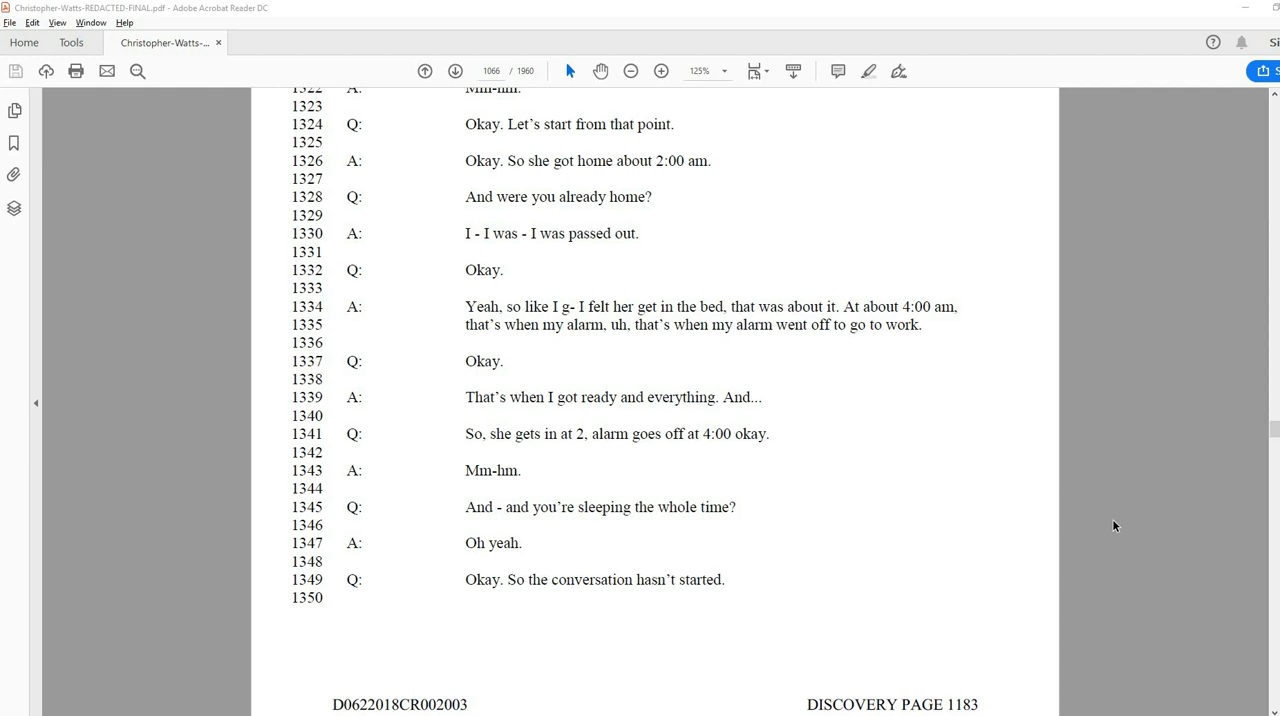 Christopher-Watts-REDACTED-FINAL.pdf - Adobe Acrobat Reader DC
File Edit View Window Help
Home Tools Christopher-Watts-... × ? Si
1066 / 1960 125%
1322 A: Mm-hm.
1323
1324 Q: Okay. Let's start from that point.
1325
1326 A: Okay. So she got home about 2:00 am.
1327
1328 Q: And were you already home?
1329
1330 A: I - I was - I was passed out.
1331
1332 Q: Okay.
1333
1334 A: Yeah, so like I g- I felt her get in the bed, that was about it. At about 4:00 am,
1335 that's when my alarm, uh, that's when my alarm went off to go to work.
1336
1337 Q: Okay.
1338
1339 A: That's when I got ready and everything. And...
1340
1341 Q: So, she gets in at 2, alarm goes off at 4:00 okay.
1342
1343 A: Mm-hm.
1344
1345 Q: And - and you're sleeping the whole time?
1346
1347 A: Oh yeah.
1348
1349 Q: Okay. So the conversation hasn't started.
1350
D0622018CR002003 DISCOVERY PAGE 1183